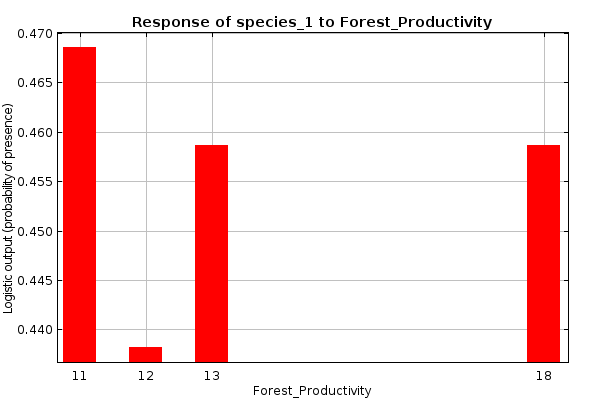 Response of species_1 to Forest_Productivity
Logistic output (probability of presence)
0.470
0.465
0.460
0.455
0.450
0.445
0.440
11 12 13 18
Forest_Productivity